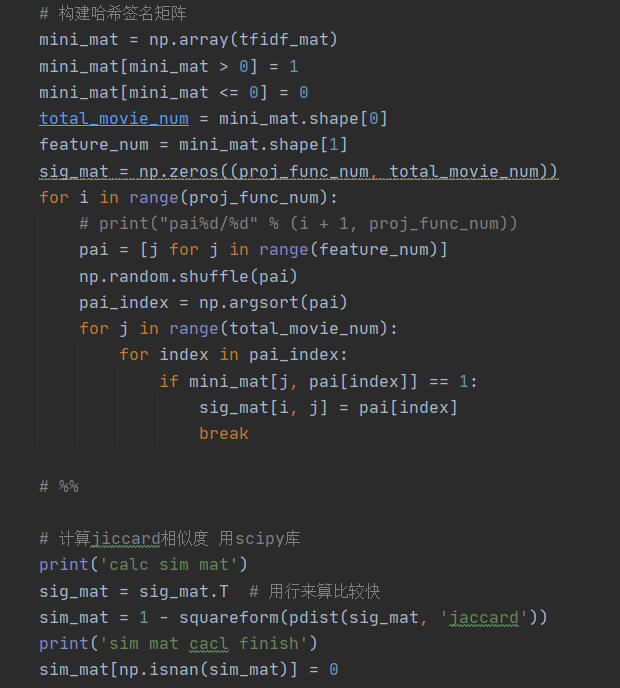 # 构建哈希签名矩阵
mini_mat = np.array(tfidf_mat)
mini_mat[mini_mat > 0] = 1
mini_mat[mini_mat <= 0] = 0
total_movie_num = mini_mat.shape[0]
feature_num = mini_mat.shape[1]
sig_mat = np.zeros((proj_func_num, total_movie_num))
for i in range(proj_func_num):
    # print("pai%d/%d" % (i + 1, proj_func_num))
    pai = [j for j in range(feature_num)]
    np.random.shuffle(pai)
    pai_index = np.argsort(pai)
    for j in range(total_movie_num):
        for index in pai_index:
            if mini_mat[j, pai[index]] == 1:
                sig_mat[i, j] = pai[index]
                break
# %%
# 计算jiccard相似度 用scipy库
print('calc sim mat')
sig_mat = sig_mat.T  # 用行来算比较快
sim_mat = 1 - squareform(pdist(sig_mat, 'jaccard'))
print('sim mat cacl finish')
sim_mat[np.isnan(sim_mat)] = 0